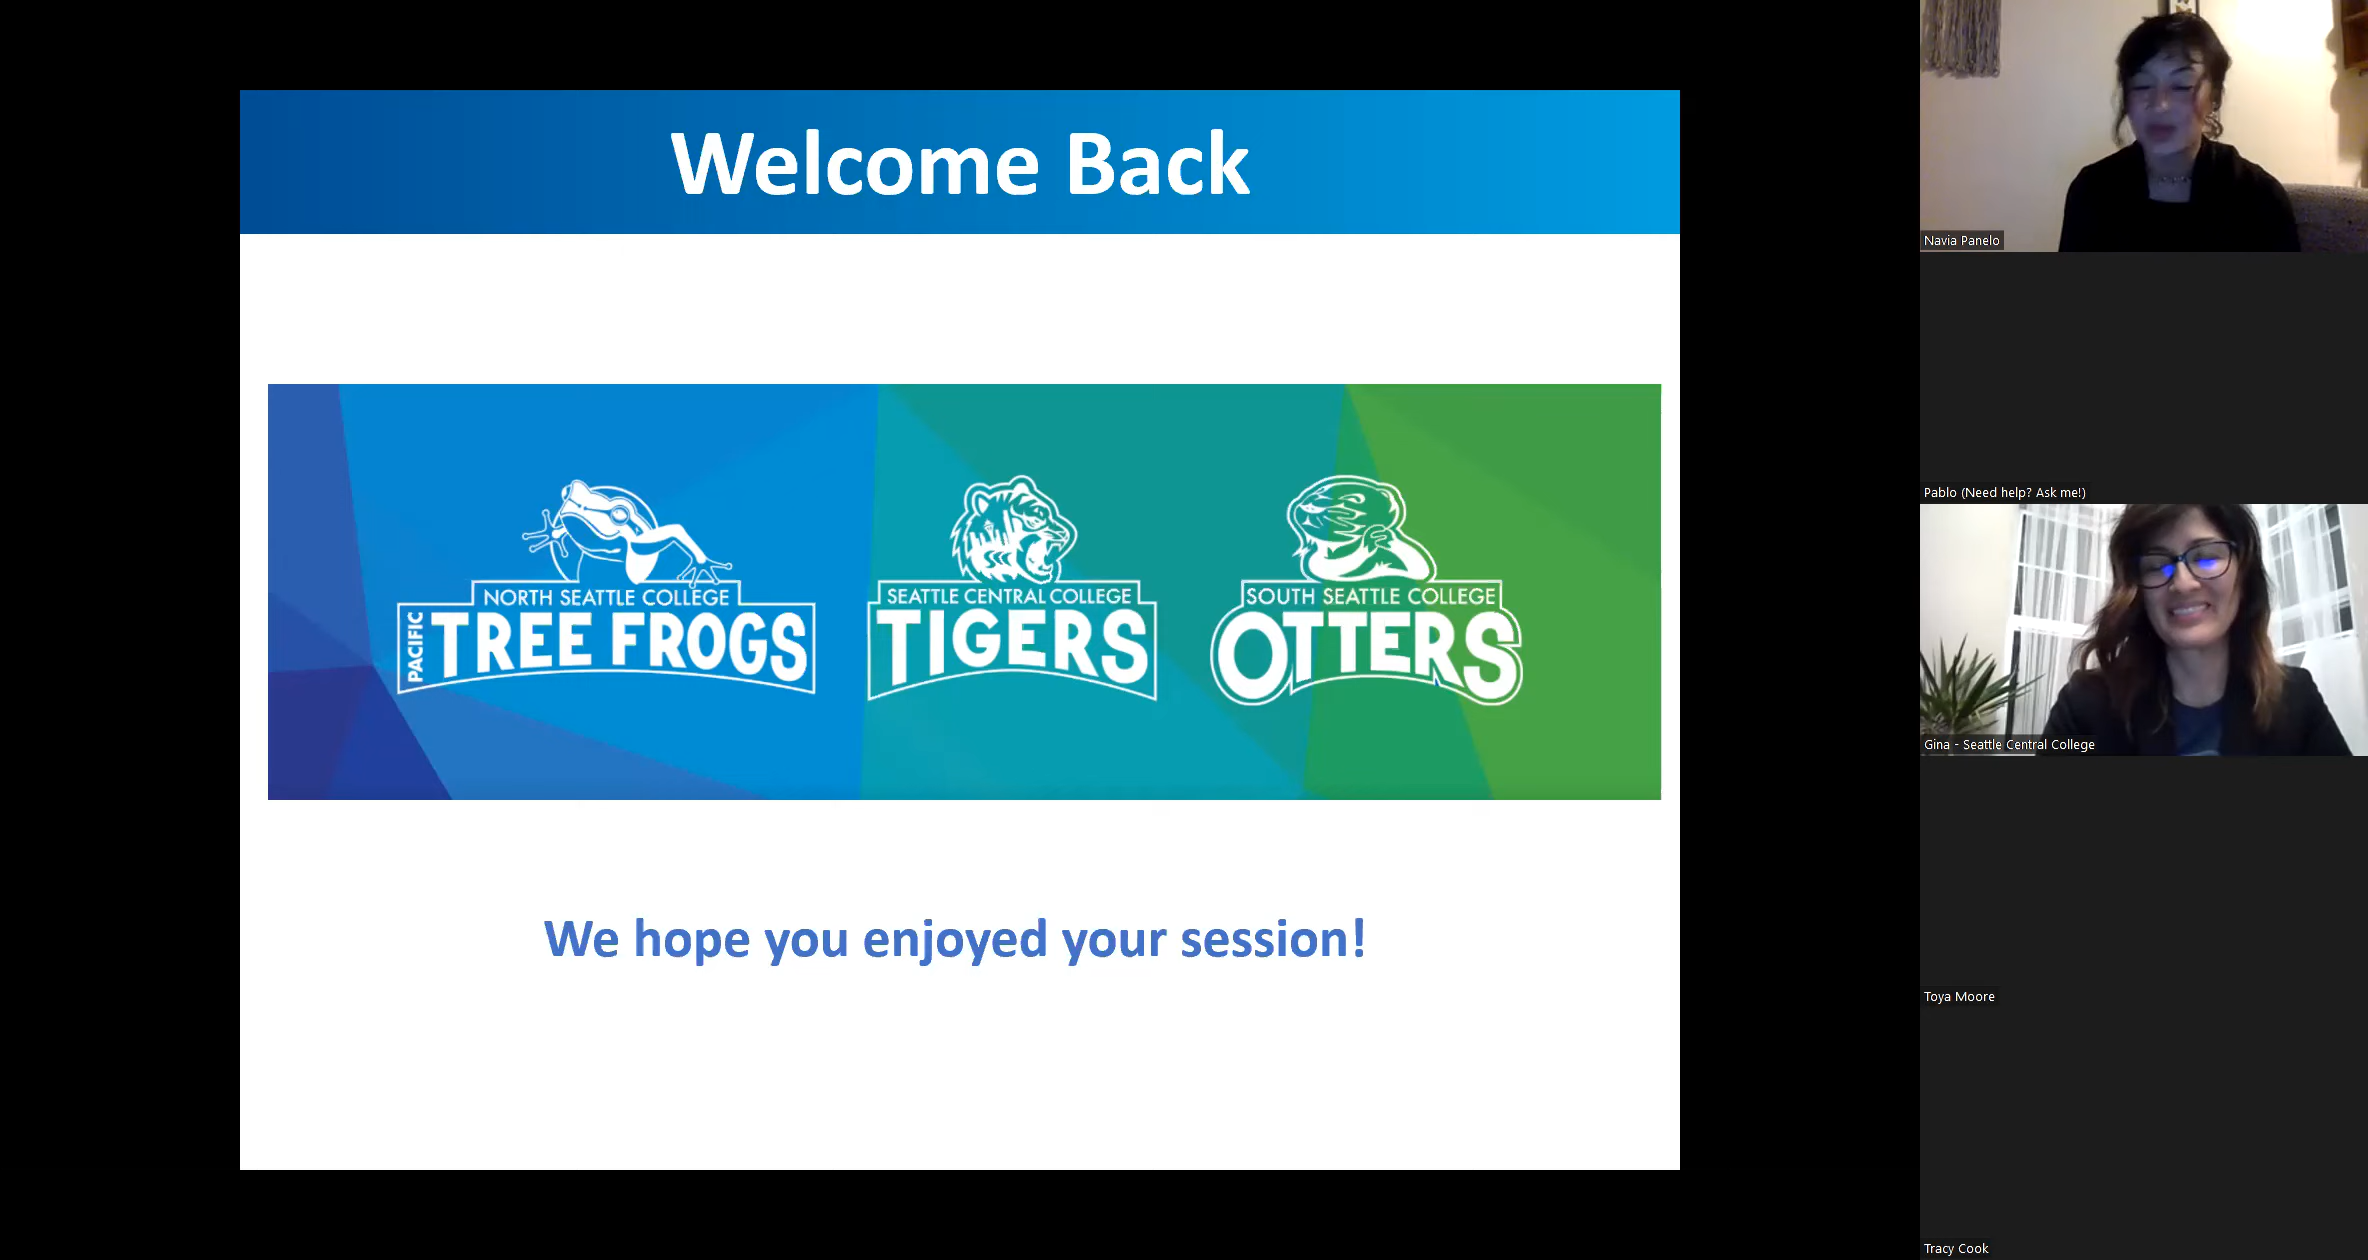 Welcome Back
NORTH SEATTLE COLLEGE
PACIFIC
TREE FROGS
SEATTLE CENTRAL COLLEGE
TIGERS
SOUTH SEATTLE COLLEGE
OTTERS
We hope you enjoyed your session!
Navia Panelo
Pablo (Need help? Ask me!)
Gina - Seattle Central College
Toya Moore
Tracy Cook